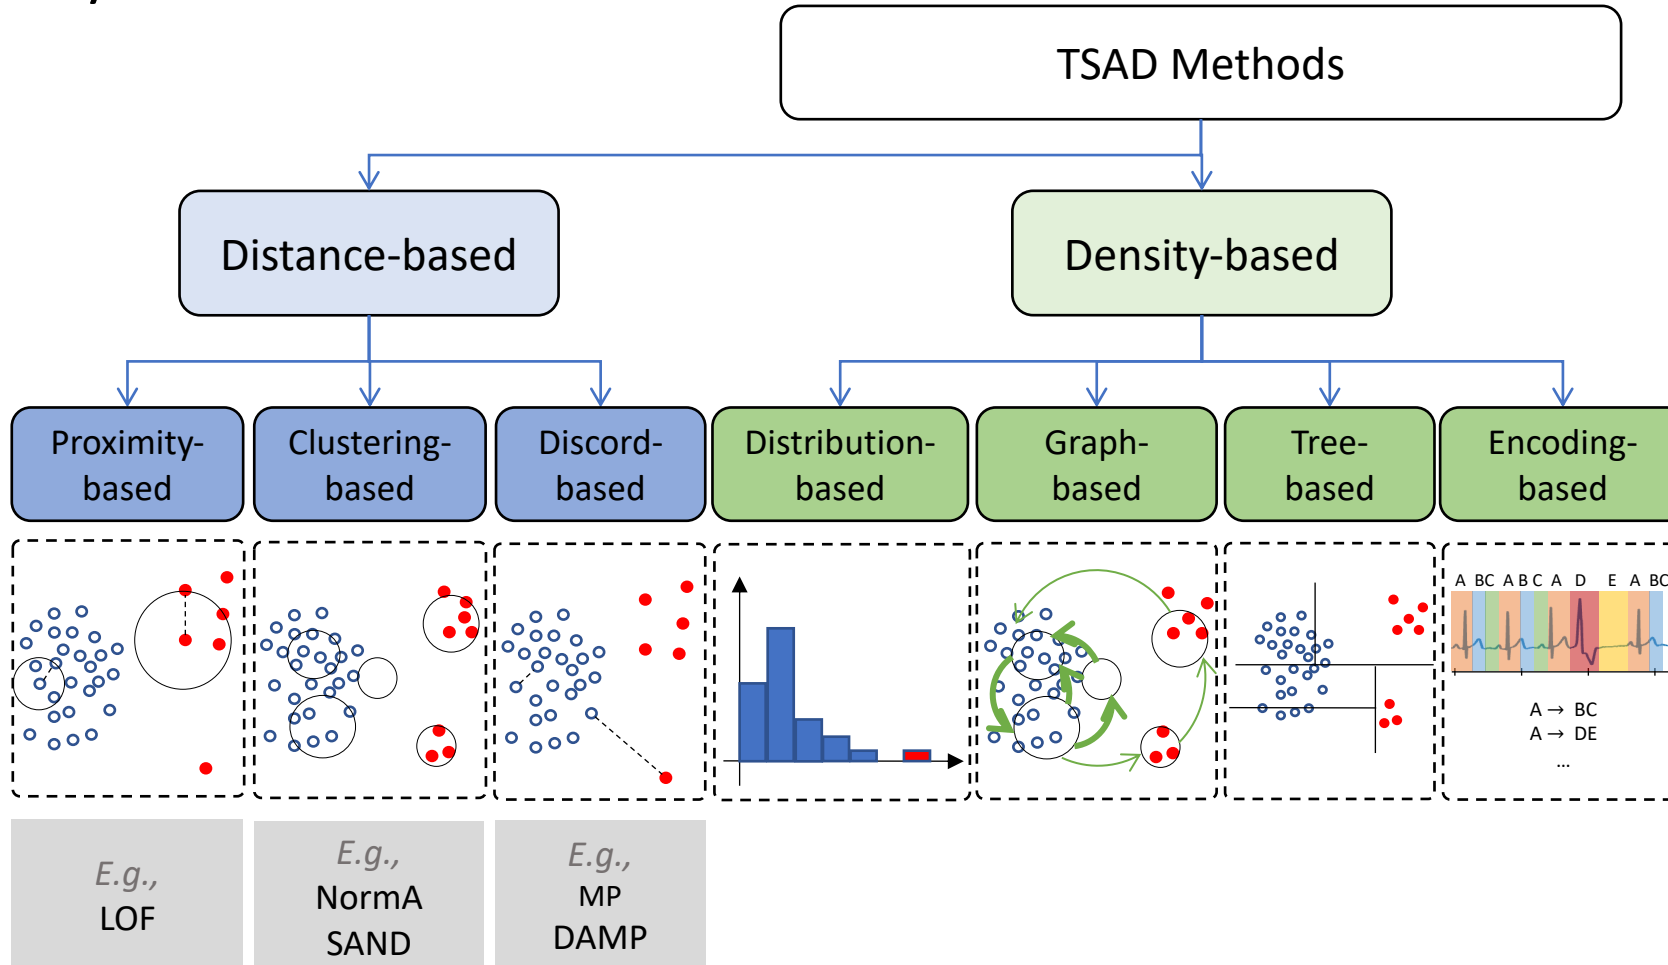 TSAD Methods
Distance-based
Density-based
Proximity-
based
Clustering-
based
Discord-
based
Distribution-
based
Graph-
based
Tree-
based
Encoding-
based
A BC A B C A D E A BC
A → BC
A → DE
...
E.g.,
LOF
E.g.,
NormA
SAND
E.g.,
MP
DAMP